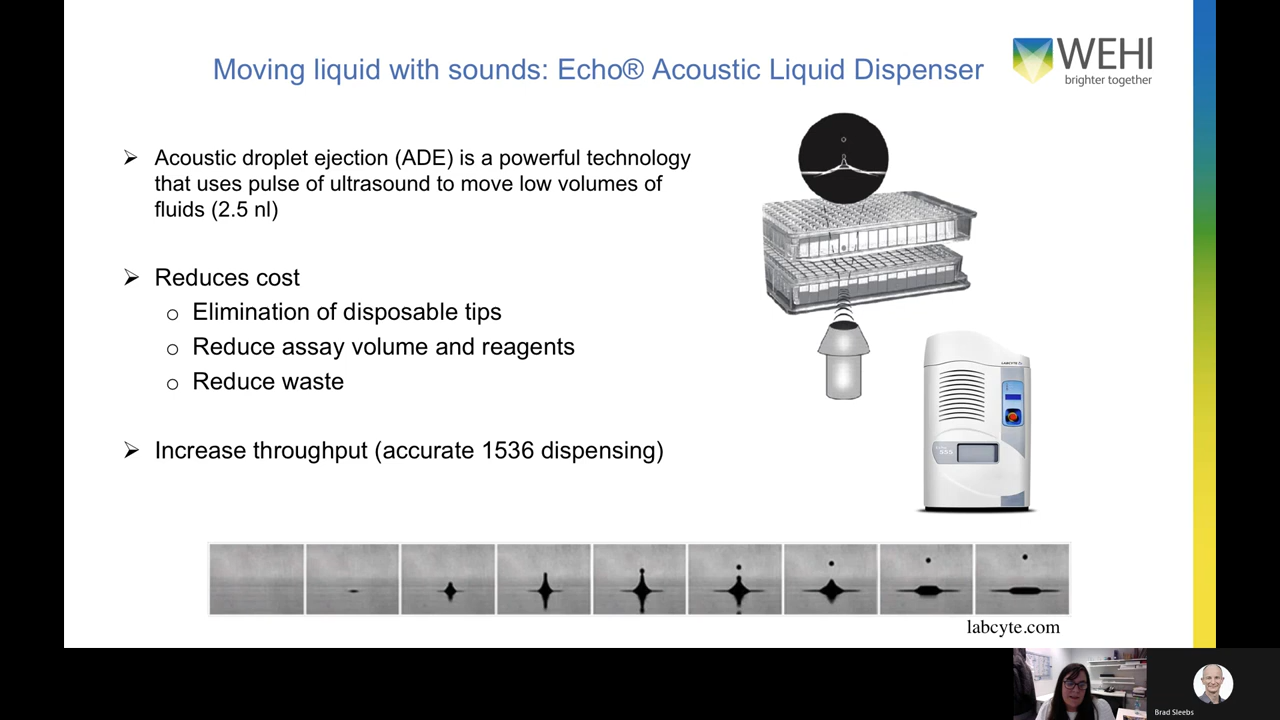 Moving liquid with sounds: Echo® Acoustic Liquid Dispenser
WEHI
brighter together
➢ Acoustic droplet ejection (ADE) is a powerful technology
that uses pulse of ultrasound to move low volumes of
fluids (2.5 nl)
➢ Reduces cost
o Elimination of disposable tips
o Reduce assay volume and reagents
o Reduce waste
➢ Increase throughput (accurate 1536 dispensing)
LABCYTE
555
labcyte.com
Brad Sleebs